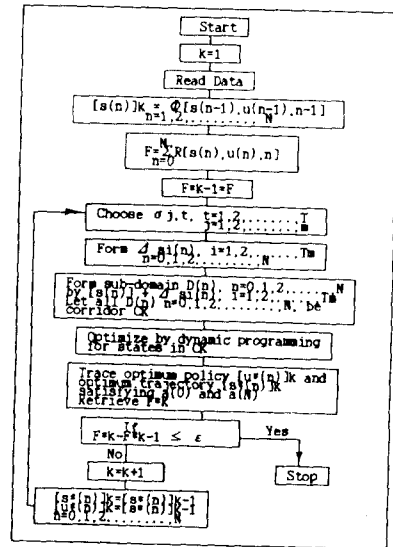 Start
k=1
Read Data
[s(n)]k = Φ[s(n-1),u(n-1),n-1]
n=1,2,.........N
N
F=ΣR[s(n),u(n),n]
n=0
F*k-1=F
Choose σj,t, t=1,2,.......T
j=1,2,.......m
Form Δ si(n), i=1,2,....Tm
n=0,1,2.........N
Form sub-domain D(n), n=0,1,2.......N
by [s(n)] + Δ si(n), i=1,2....Tm
Let all D(n) n=0,1,2........N, be
corridor CK
Optimize by dynamic programming
for states in CK
Trace optimum policy [u*(n)]k and
optimum trajectory [s*(n)]k
satisfying a(0) and a(N)
Retrieve F*K
If
F*k-F*k-1 ≤ ε
Yes
No
k=k+1
Stop
[s*(n)]k=[s*(n)]k-1
[u*(n)]K=[s*(n)]K-1
n=0,1,2.........N